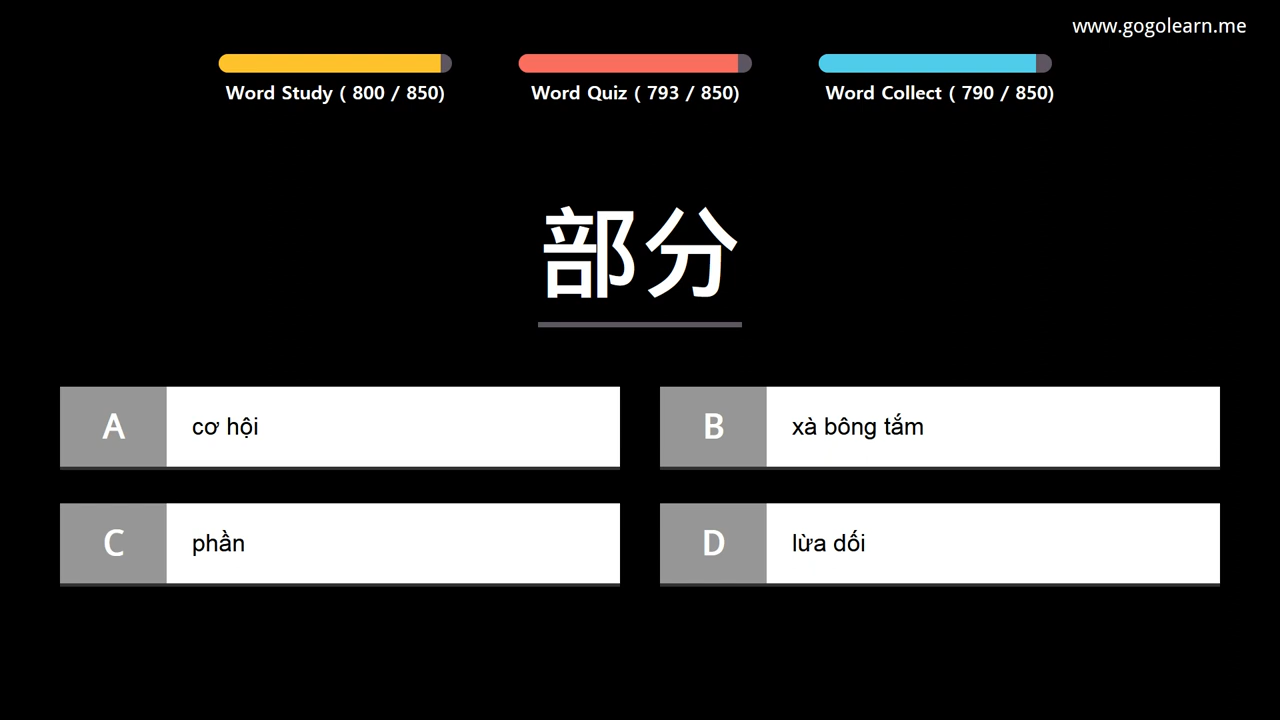 www.gogolearn.me
Word Study ( 800 / 850)
Word Quiz ( 793 / 850)
Word Collect ( 790 / 850)
部分
A cơ hội
B xà bông tắm
C phần
D lừa dối